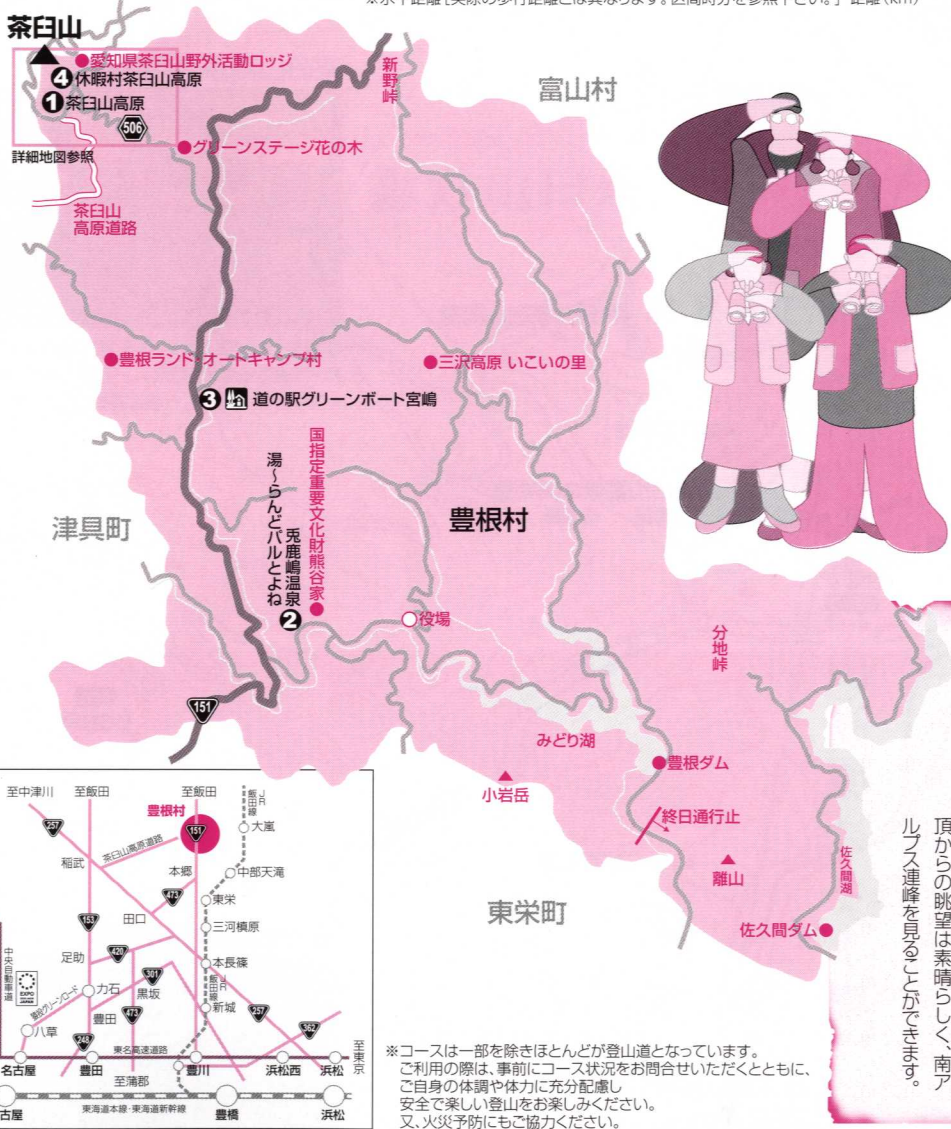 ※水平距離[実際の歩行距離とは異なります。区間時分を参照下さい。] 距離(km)
茶臼山
●愛知県茶臼山野外活動ロッジ
❹休暇村茶臼山高原
❶茶臼山高原
506
詳細地図参照
●グリーンステージ花の木
茶臼山
高原道路
新野峠
富山村
●豊根ランド・オートキャンプ村
●三沢高原 いこいの里
❸ 道の駅グリーンポート宮嶋
国指定重要文化財熊谷家●
兎鹿嶋温泉
湯〜らんどパルとよね
❷
津具町
豊根村
○役場
151
分地峠
みどり湖
●豊根ダム
小岩岳
終日通行止
離山
佐久間湖
佐久間ダム●
東栄町
頂からの眺望は素晴らしく、南ア
ルプス連峰を見ることができます。
至中津川
至飯田
至飯田
豊根村
JR
飯田線
257
151
大嵐
茶臼山高原道路
稲武
本郷
中部天滝
473
東栄
153
田口
三河槇原
足助
420
本長篠
中央自動車道
EXPO
301
JR
飯田線
力石
黒坂
新城
猿投グリーンロード
473
257
八草
豊田
362
248
東名高速道路
至東京
名古屋
豊田
豊川
浜松西
浜松
至蒲郡
東海道本線・東海道新幹線
古屋
豊橋
浜松
※コースは一部を除きほとんどが登山道となっています。
ご利用の際は、事前にコース状況をお問合せいただくとともに、
ご自身の体調や体力に充分配慮し
安全で楽しい登山をお楽しみください。
又、火災予防にもご協力ください。